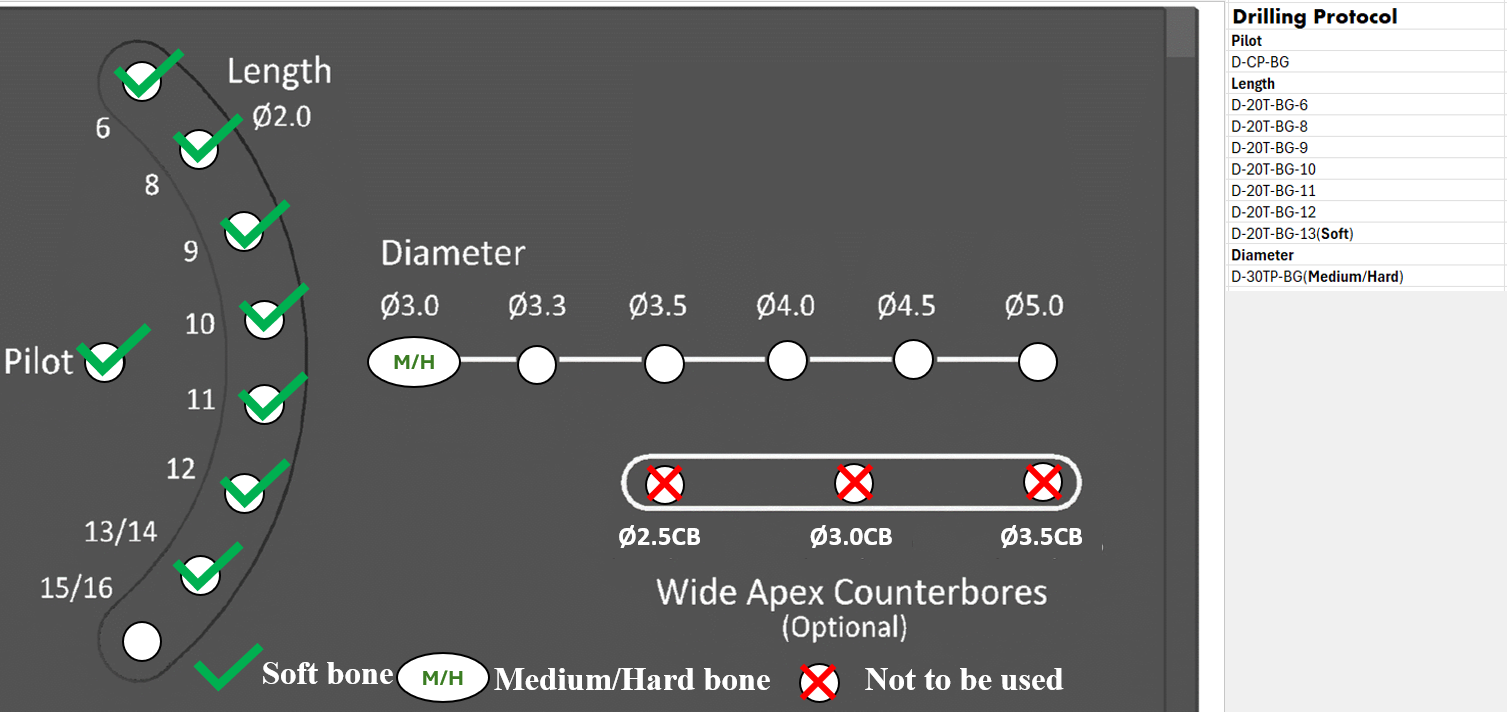 Length
Ø2.0
6
8
9
10
Pilot
11
12
13/14
15/16
Diameter
Ø3.0 Ø3.3 Ø3.5 Ø4.0 Ø4.5 Ø5.0
M/H
Ø2.5CB Ø3.0CB Ø3.5CB
Wide Apex Counterbores
(Optional)
Soft bone M/H Medium/Hard bone Not to be used
Drilling Protocol
Pilot
D-CP-BG
Length
D-20T-BG-6
D-20T-BG-8
D-20T-BG-9
D-20T-BG-10
D-20T-BG-11
D-20T-BG-12
D-20T-BG-13(Soft)
Diameter
D-30TP-BG(Medium/Hard)